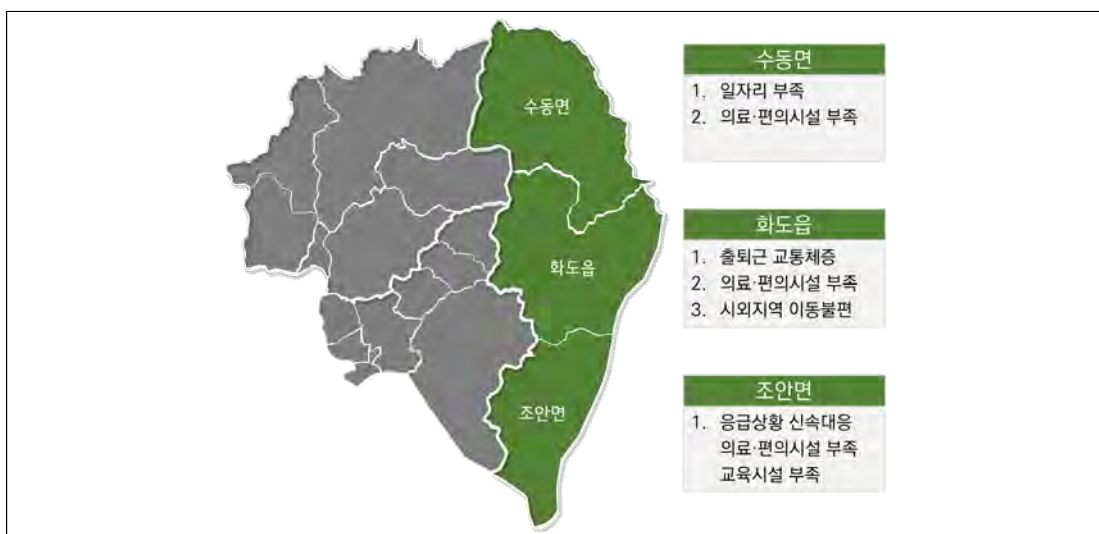 수동면
화도읍
조안면
수동면
1. 일자리 부족
2. 의료·편의시설 부족
화도읍
1. 출퇴근 교통체증
2. 의료·편의시설 부족
3. 시외지역 이동불편
조안면
1. 응급상황 신속대응
의료·편의시설 부족
교육시설 부족